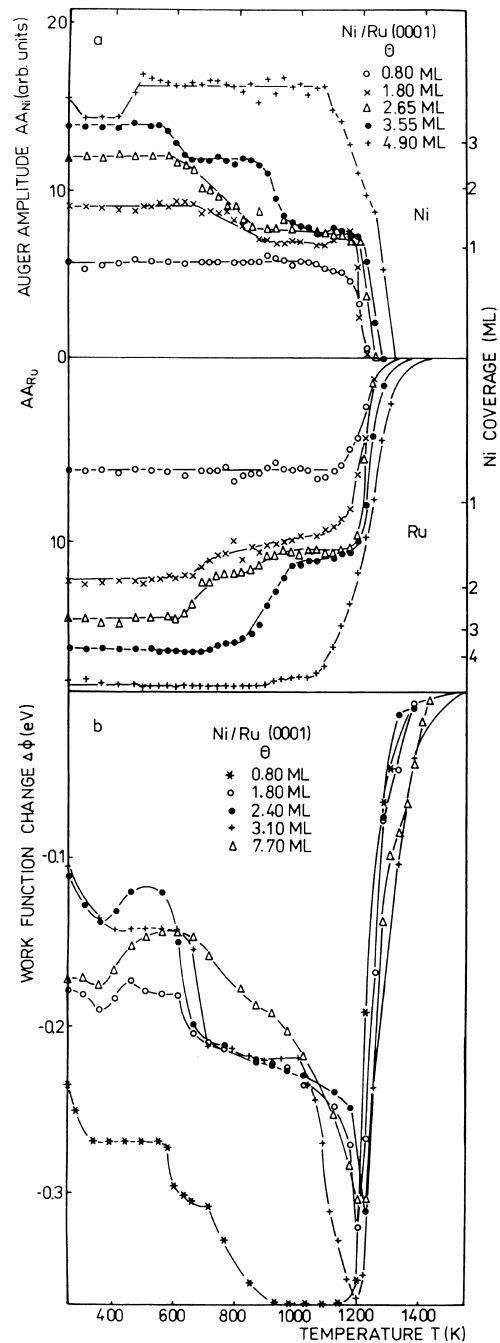 20
a
Ni/Ru (0001)
Θ
0.80 ML
1.80 ML
2.65 ML
3.55 ML
4.90 ML
AUGER AMPLITUDE AA_Ni (arb. units)
10
3
2
1
Ni
0
AA_Ru
10
1
2
3
4
Ru
Ni COVERAGE (ML)
b
Ni/Ru (0001)
Θ
0.80 ML
1.80 ML
2.40 ML
3.10 ML
7.70 ML
WORK FUNCTION CHANGE Δϕ (eV)
-0.1
-0.2
-0.3
400
600
800
1000
1200
1400
TEMPERATURE T (K)